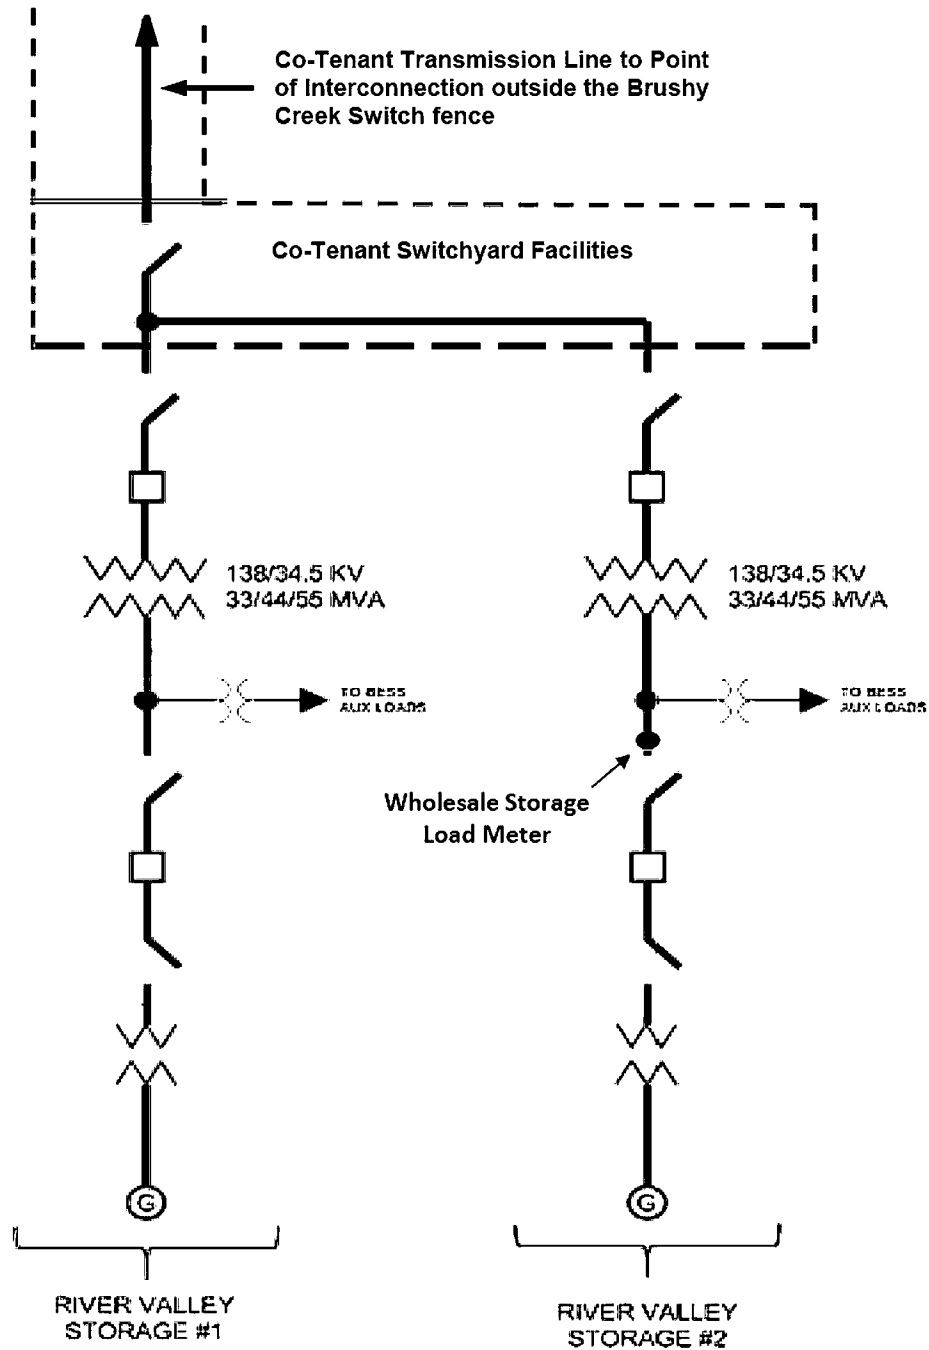 Co-Tenant Transmission Line to Point
of Interconnection outside the Brushy
Creek Switch fence
Co-Tenant Switchyard Facilities
138/34.5 KV
33/44/55 MVA
138/34.5 KV
33/44/55 MVA
TO BESS
AUX LOADS
TO BESS
AUX LOADS
Wholesale Storage
Load Meter
G
G
RIVER VALLEY
STORAGE #1
RIVER VALLEY
STORAGE #2